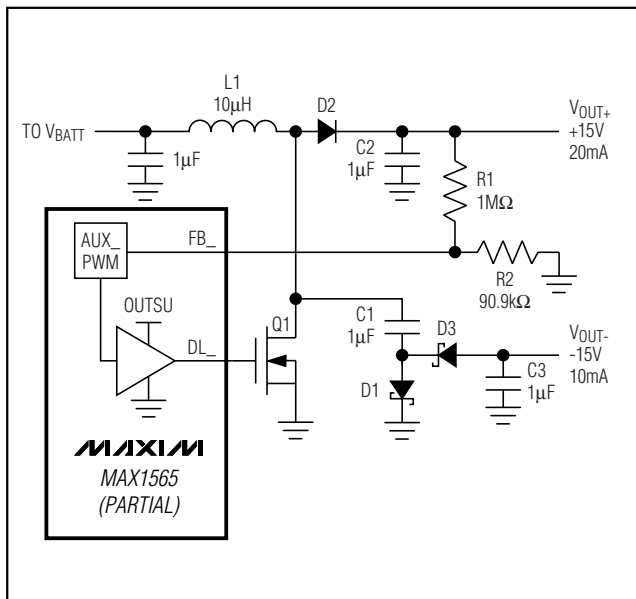 L1
10μH
D2
TO VBATT
VOUT+
+15V
20mA
1μF
C2
1μF
R1
1MΩ
AUX_
PWM
FB_
R2
90.9kΩ
OUTSU
Q1
C1
1μF
D3
VOUT-
-15V
10mA
DL_
D1
C3
1μF
MAXIM
MAX1565
(PARTIAL)